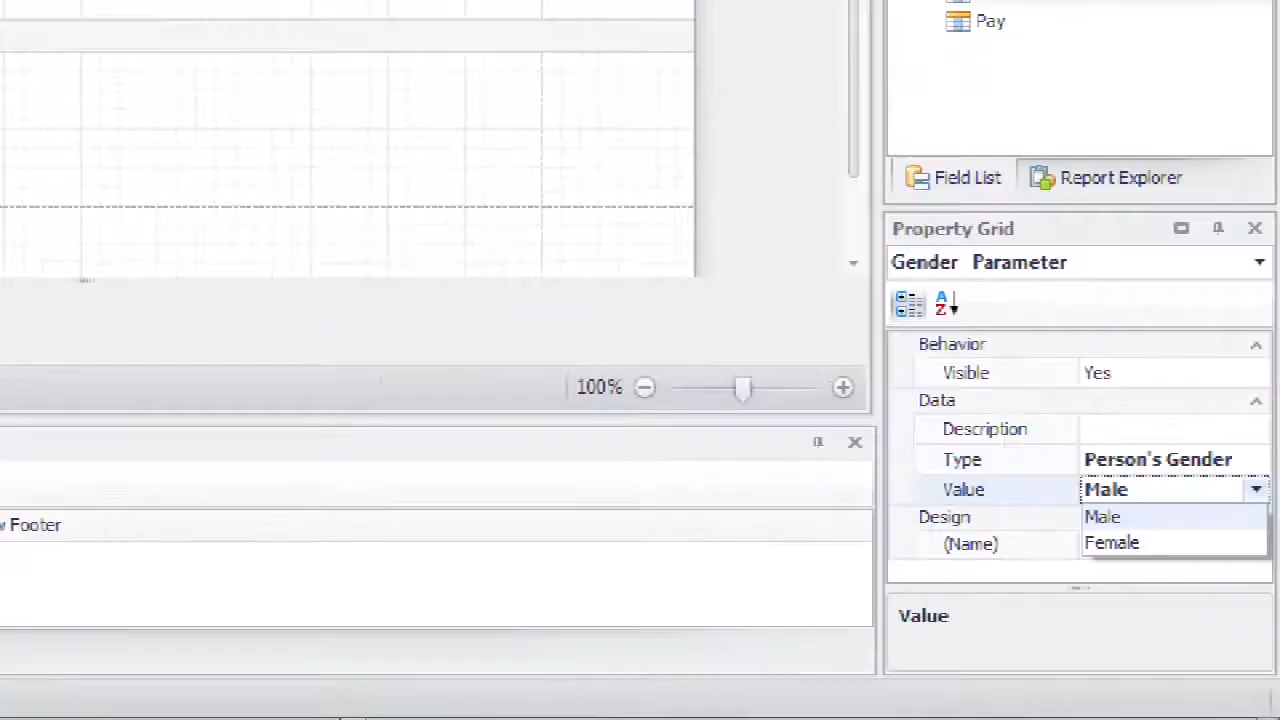 Pay
Field List Report Explorer
Property Grid
Gender Parameter
Behavior
Visible Yes
100%
Data
Description
Type Person's Gender
Value Male
Male
Female
Design
(Name)
Footer
Value